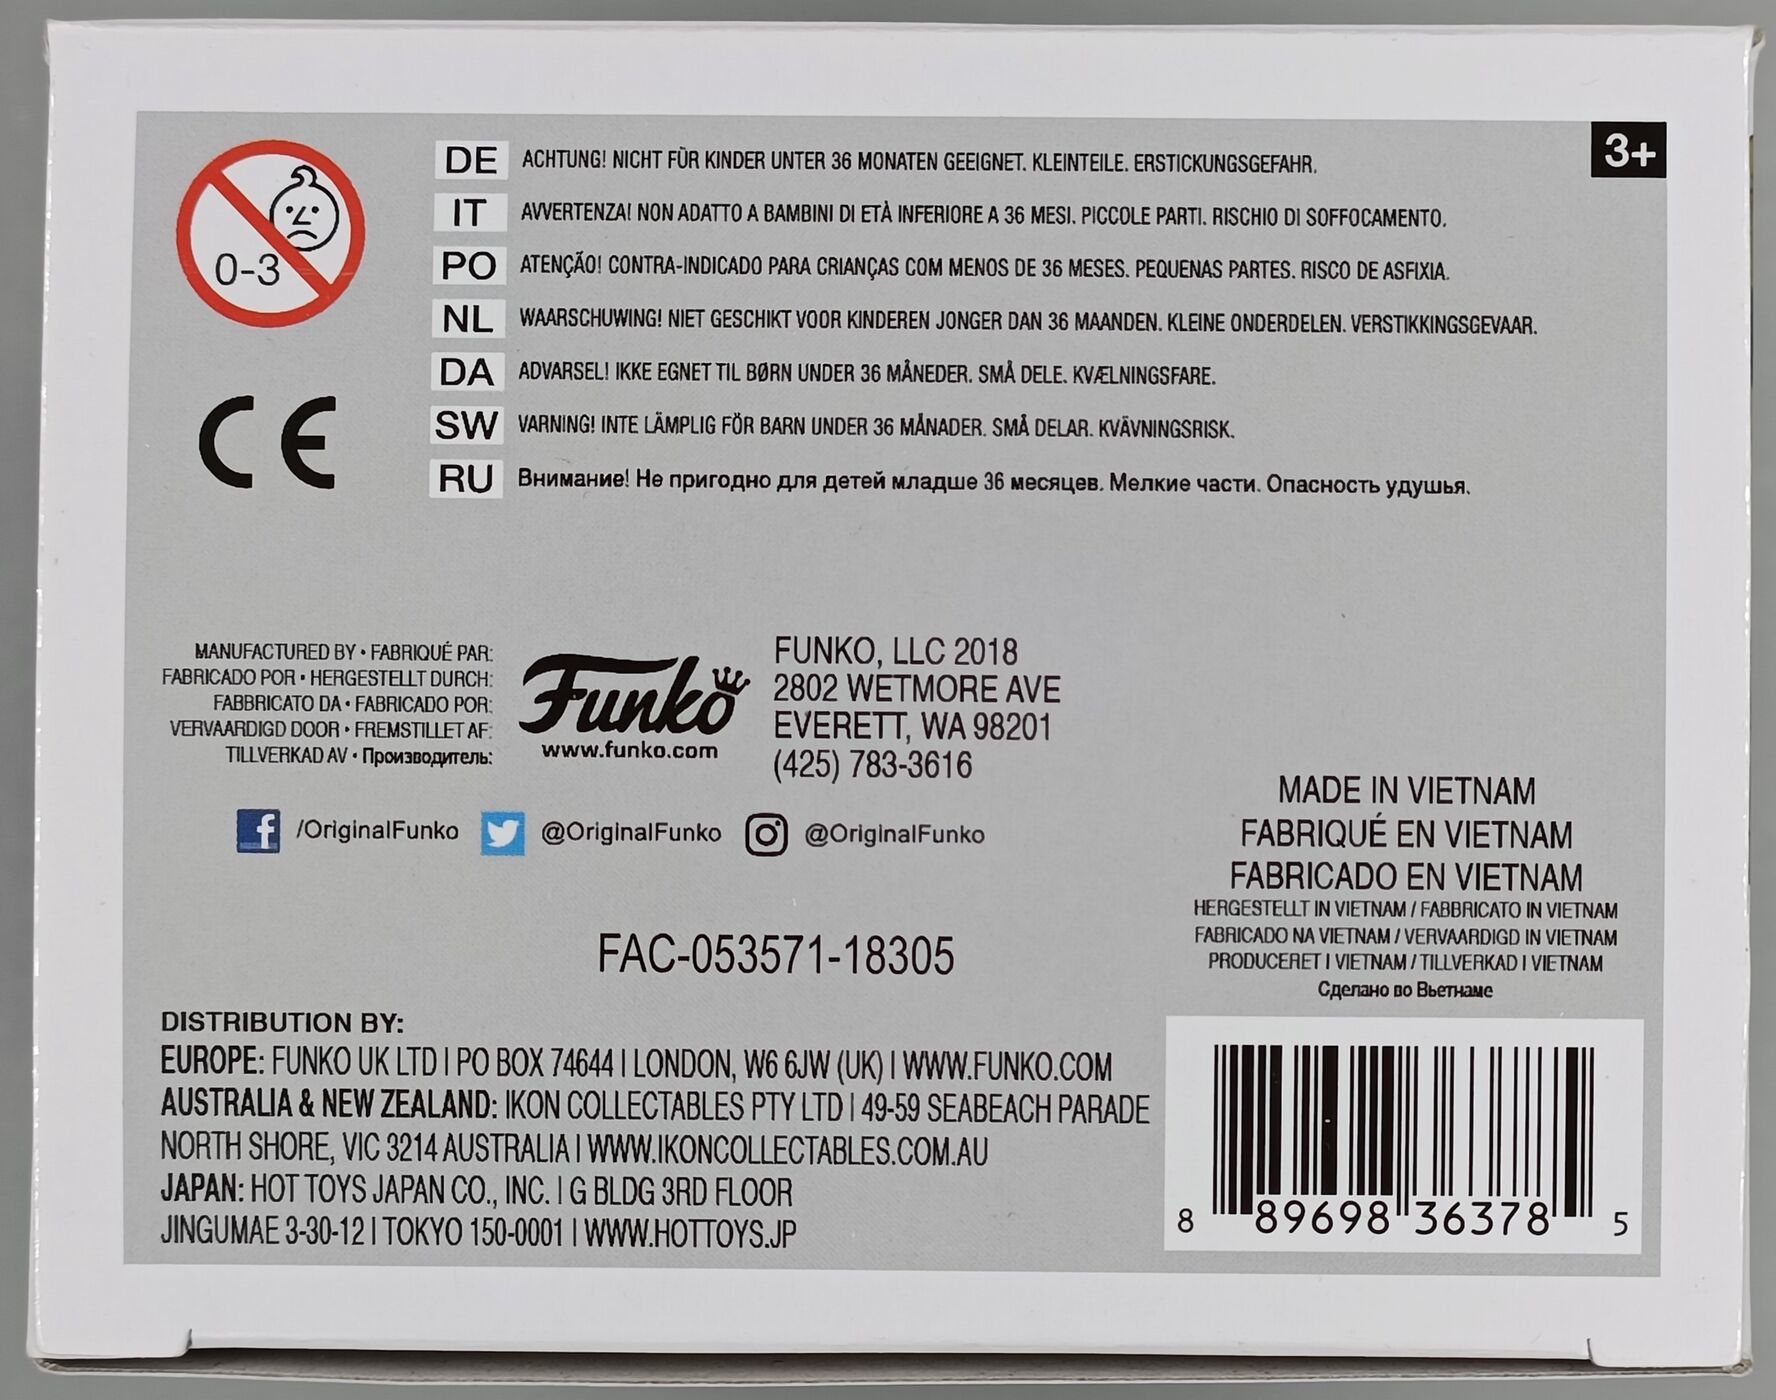 3+
0-3
DE ACHTUNG! NICHT FÜR KINDER UNTER 36 MONATEN GEEIGNET. KLEINTEILE. ERSTICKUNGSGEFAHR.
IT AVVERTENZA! NON ADATTO A BAMBINI DI ETÀ INFERIORE A 36 MESI. PICCOLE PARTI. RISCHIO DI SOFFOCAMENTO.
PO ATENÇÃO! CONTRA-INDICADO PARA CRIANÇAS COM MENOS DE 36 MESES. PEQUENAS PARTES. RISCO DE ASFIXIA.
NL WAARSCHUWING! NIET GESCHIKT VOOR KINDEREN JONGER DAN 36 MAANDEN. KLEINE ONDERDELEN. VERSTIKKINGSGEVAAR.
DA ADVARSEL! IKKE EGNET TIL BØRN UNDER 36 MÅNEDER. SMÅ DELE. KVÆLNINGSFARE.
SW VARNING! INTE LÄMPLIG FÖR BARN UNDER 36 MÅNADER. SMÅ DELAR. KVÄVNINGSRISK.
RU Внимание! Не пригодно для детей младше 36 месяцев. Мелкие части. Опасность удушья.
CE
MANUFACTURED BY • FABRIQUÉ PAR:
FABRICADO POR • HERGESTELLT DURCH:
FABBRICATO DA • FABRICADO POR:
VERVAARDIGD DOOR • FREMSTILLET AF:
TILLVERKAD AV • Производитель:
Funko
www.funko.com
FUNKO, LLC 2018
2802 WETMORE AVE
EVERETT, WA 98201
(425) 783-3616
/OriginalFunko @OriginalFunko @OriginalFunko
FAC-053571-18305
MADE IN VIETNAM
FABRIQUÉ EN VIETNAM
FABRICADO EN VIETNAM
HERGESTELLT IN VIETNAM / FABBRICATO IN VIETNAM
FABRICADO NA VIETNAM / VERVAARDIGD IN VIETNAM
PRODUCERET I VIETNAM / TILLVERKAD I VIETNAM
Сделано во Вьетнаме
DISTRIBUTION BY:
EUROPE: FUNKO UK LTD | PO BOX 74644 | LONDON, W6 6JW (UK) | WWW.FUNKO.COM
AUSTRALIA & NEW ZEALAND: IKON COLLECTABLES PTY LTD | 49-59 SEABEACH PARADE
NORTH SHORE, VIC 3214 AUSTRALIA | WWW.IKONCOLLECTABLES.COM.AU
JAPAN: HOT TOYS JAPAN CO., INC. | G BLDG 3RD FLOOR
JINGUMAE 3-30-12 | TOKYO 150-0001 | WWW.HOTTOYS.JP
8 89698 36378 5